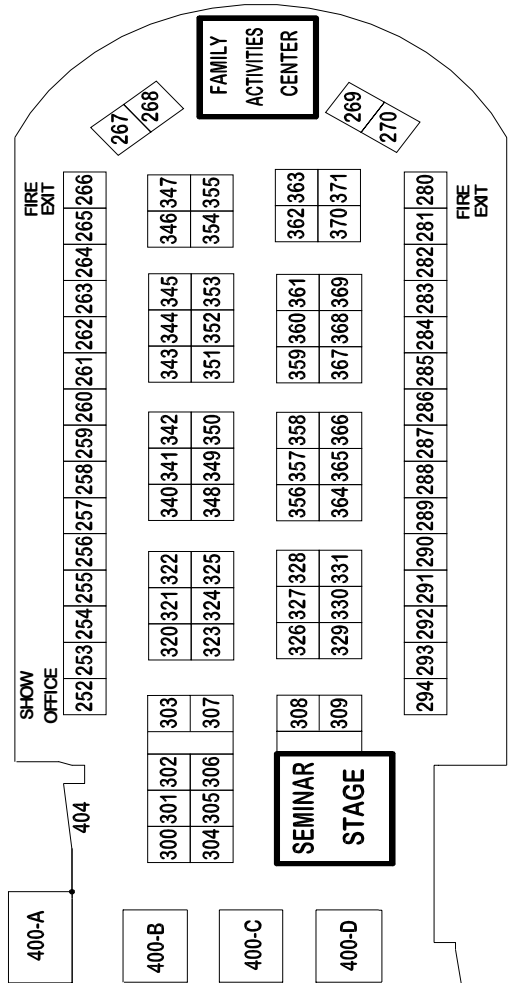 SHOW
OFFICE
FIRE
EXIT
400-A
404
252 253 254 255 256 257 258 259 260 261 262 263 264 265 266
267
268
400-B
300 301 302 303 320 321 322 340 341 342 343 344 345 346 347
304 305 306 307 323 324 325 348 349 350 351 352 353 354 355
FAMILY
ACTIVITIES
CENTER
400-C
SEMINAR
STAGE
308 326 327 328 356 357 358 359 360 361 362 363
309 329 330 331 364 365 366 367 368 369 370 371
400-D
269
270
294 293 292 291 290 289 288 287 286 285 284 283 282 281 280
FIRE
EXIT